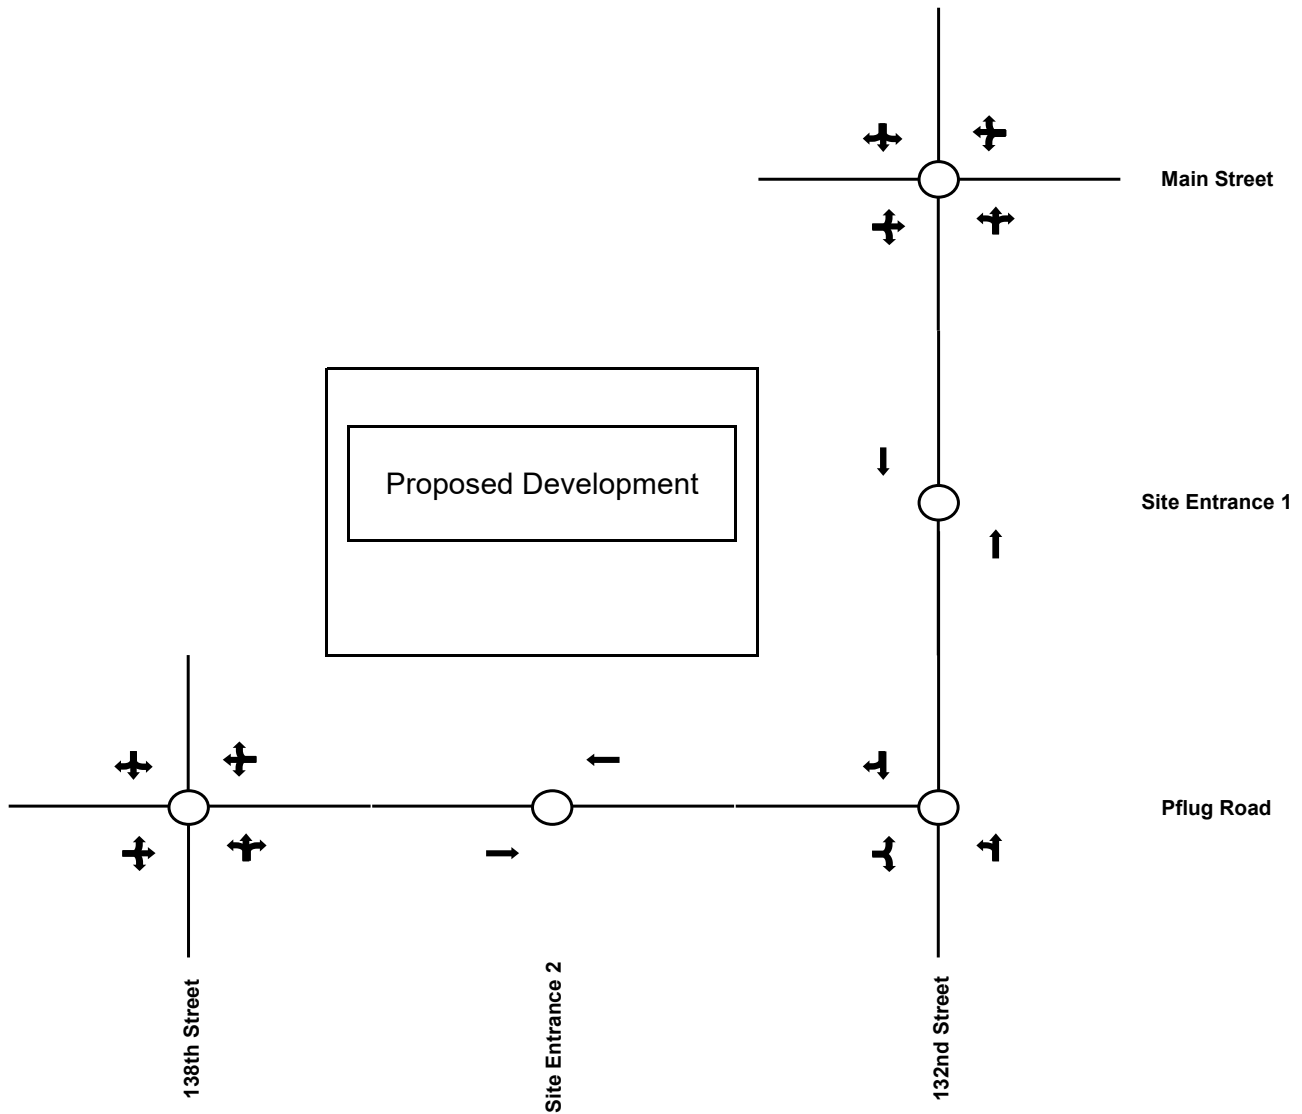 Main Street
Proposed Development
Site Entrance 1
Pflug Road
138th Street
Site Entrance 2
132nd Street